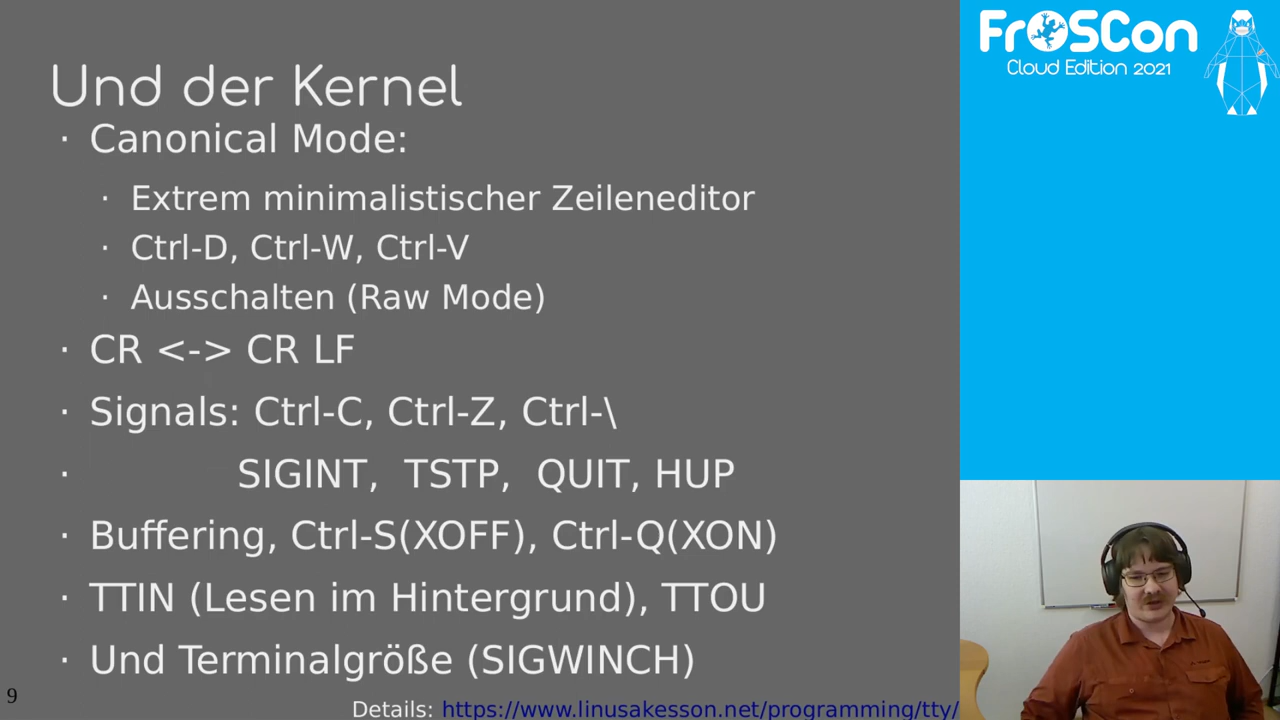 Und der Kernel
· Canonical Mode:
· Extrem minimalistischer Zeileneditor
· Ctrl-D, Ctrl-W, Ctrl-V
· Ausschalten (Raw Mode)
· CR <-> CR LF
· Signals: Ctrl-C, Ctrl-Z, Ctrl-\
· SIGINT, TSTP, QUIT, HUP
· Buffering, Ctrl-S(XOFF), Ctrl-Q(XON)
· TTIN (Lesen im Hintergrund), TTOU
· Und Terminalgröße (SIGWINCH)
9
Details: https://www.linusakesson.net/programming/tty/
FrOSCon
Cloud Edition 2021